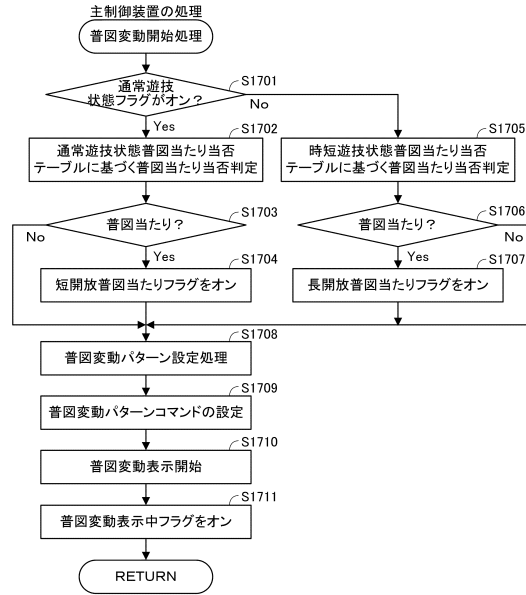 主制御装置の処理
普図変動開始処理
S1701
通常遊技
状態フラグがオン？
No
Yes
S1702
通常遊技状態普図当たり当否
テーブルに基づく普図当たり当否判定
S1705
時短遊技状態普図当たり当否
テーブルに基づく普図当たり当否判定
S1703
普図当たり？
No
Yes
S1706
普図当たり？
No
Yes
S1704
短開放普図当たりフラグをオン
S1707
長開放普図当たりフラグをオン
S1708
普図変動パターン設定処理
S1709
普図変動パターンコマンドの設定
S1710
普図変動表示開始
S1711
普図変動表示中フラグをオン
RETURN